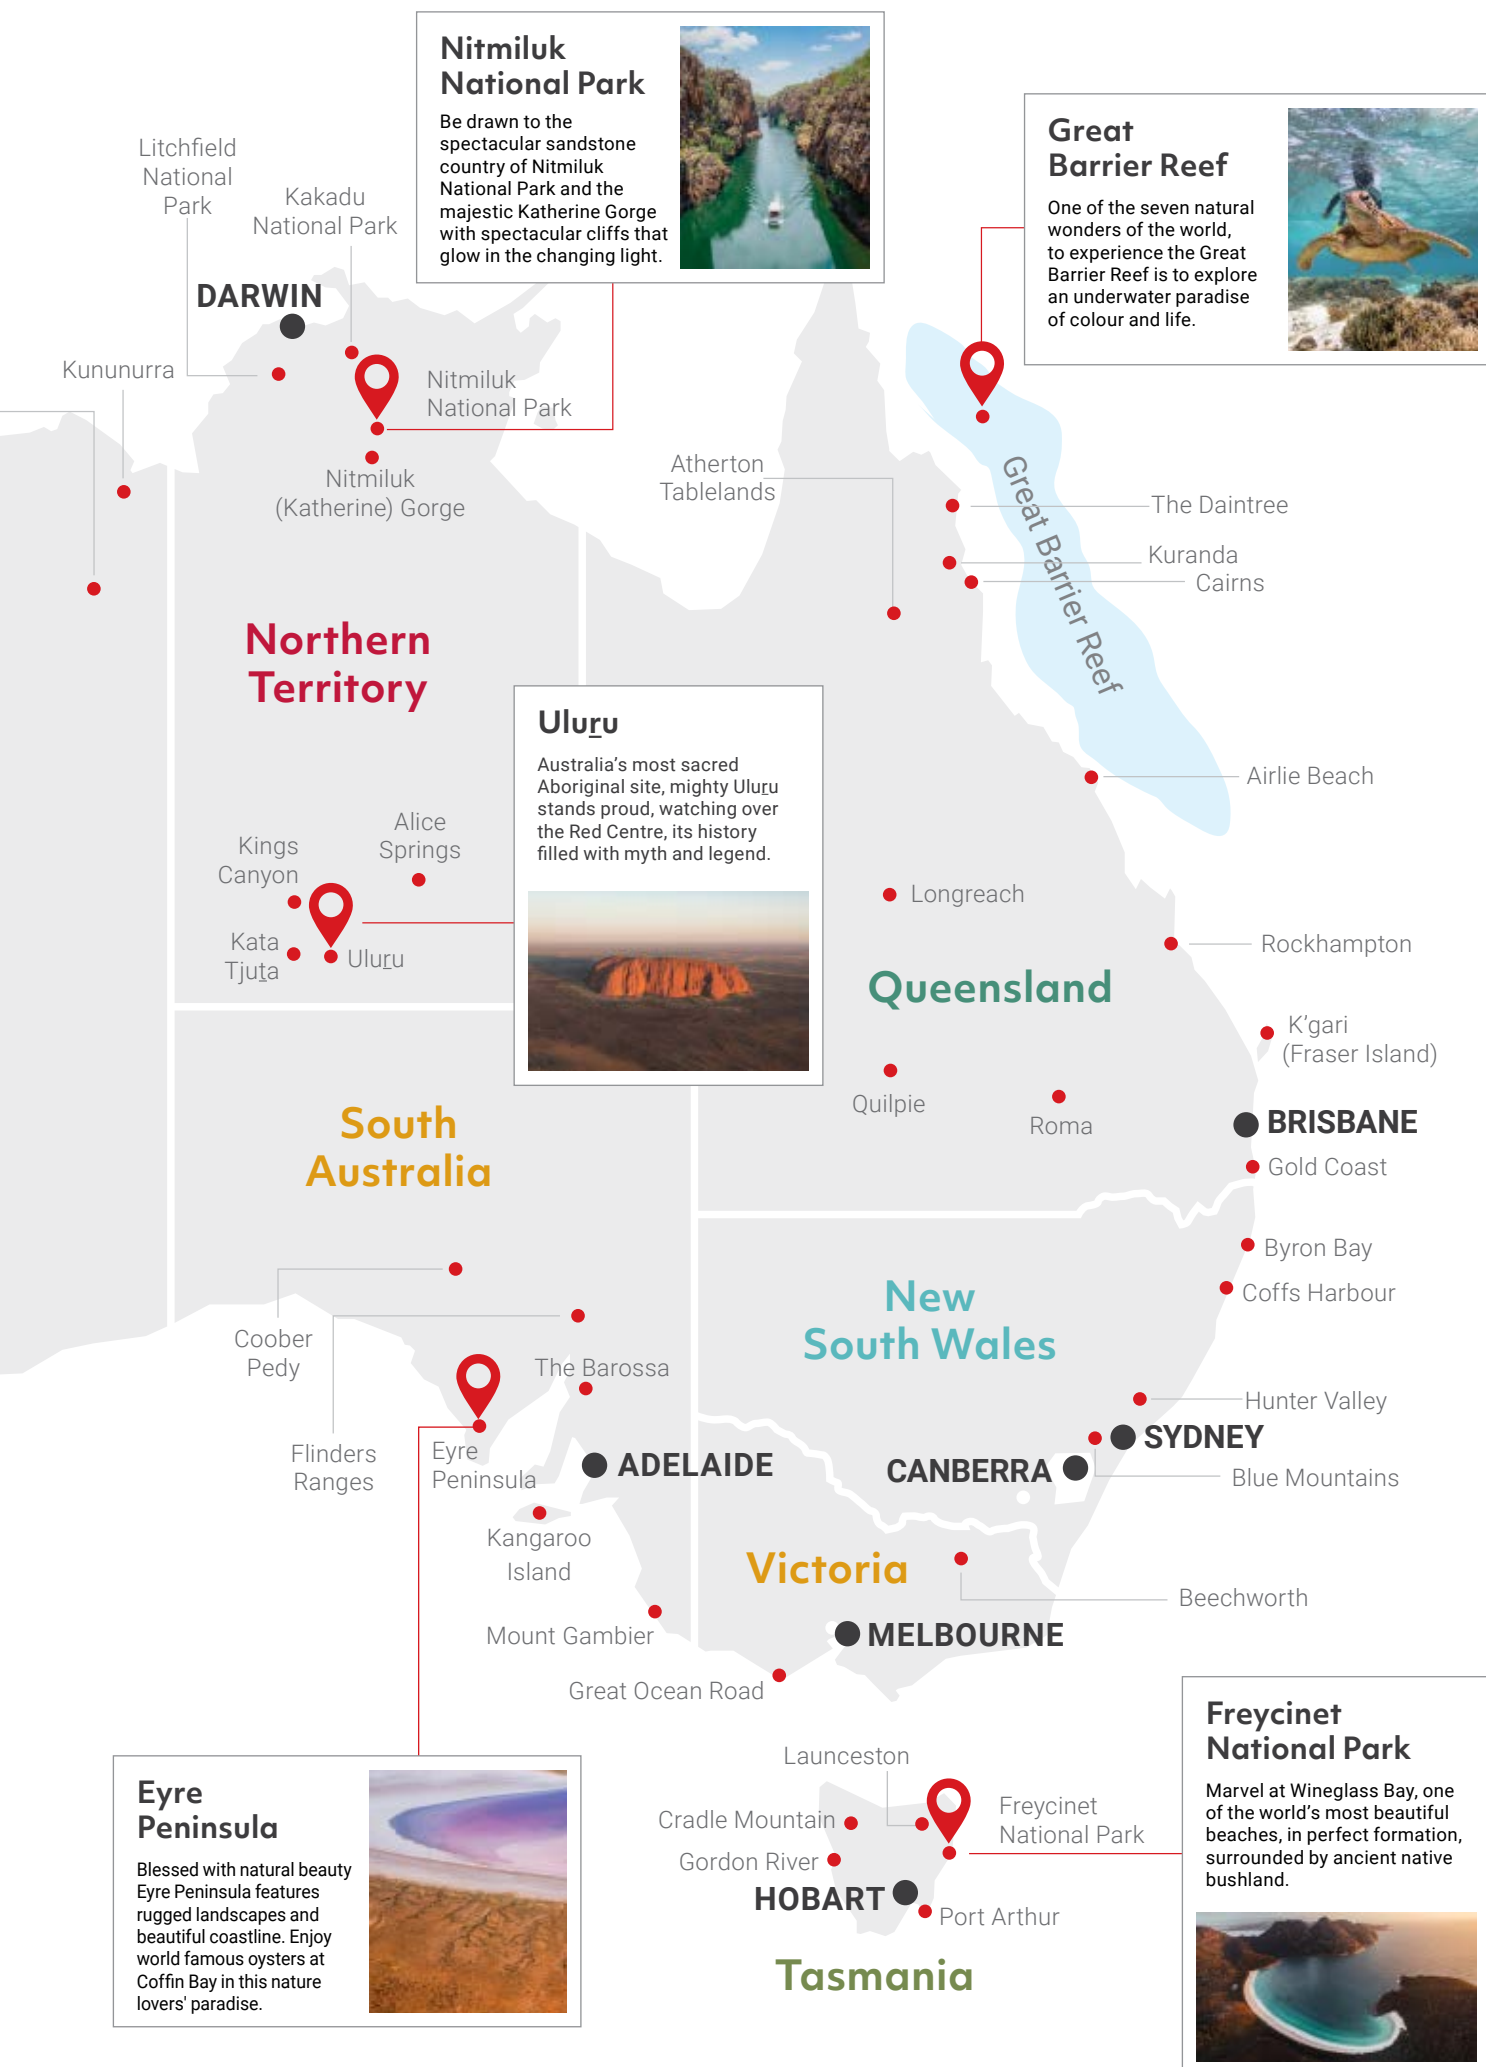 Nitmiluk
National Park
Be drawn to the
spectacular sandstone
country of Nitmiluk
National Park and the
majestic Katherine Gorge
with spectacular cliffs that
glow in the changing light.
Great
Barrier Reef
One of the seven natural
wonders of the world,
to experience the Great
Barrier Reef is to explore
an underwater paradise
of colour and life.
Litchfield
National
Park
Kakadu
National Park
DARWIN
Kununurra
Nitmiluk
National Park
Nitmiluk
(Katherine) Gorge
Atherton
Tablelands
Great Barrier Reef
The Daintree
Kuranda
Cairns
Northern
Territory
Uluṟu
Australia's most sacred
Aboriginal site, mighty Uluṟu
stands proud, watching over
the Red Centre, its history
filled with myth and legend.
Airlie Beach
Alice
Springs
Kings
Canyon
Kata
Tjuṯa
Uluṟu
Longreach
Rockhampton
Queensland
K'gari
(Fraser Island)
Quilpie
Roma
BRISBANE
Gold Coast
South
Australia
Byron Bay
Coffs Harbour
New
South Wales
Coober
Pedy
The Barossa
Hunter Valley
Flinders
Ranges
Eyre
Peninsula
ADELAIDE
SYDNEY
CANBERRA
Blue Mountains
Kangaroo
Island
Victoria
Beechworth
Mount Gambier
MELBOURNE
Great Ocean Road
Eyre
Peninsula
Blessed with natural beauty
Eyre Peninsula features
rugged landscapes and
beautiful coastline. Enjoy
world famous oysters at
Coffin Bay in this nature
lovers' paradise.
Launceston
Cradle Mountain
Freycinet
National Park
Gordon River
HOBART
Port Arthur
Tasmania
Freycinet
National Park
Marvel at Wineglass Bay, one
of the world's most beautiful
beaches, in perfect formation,
surrounded by ancient native
bushland.